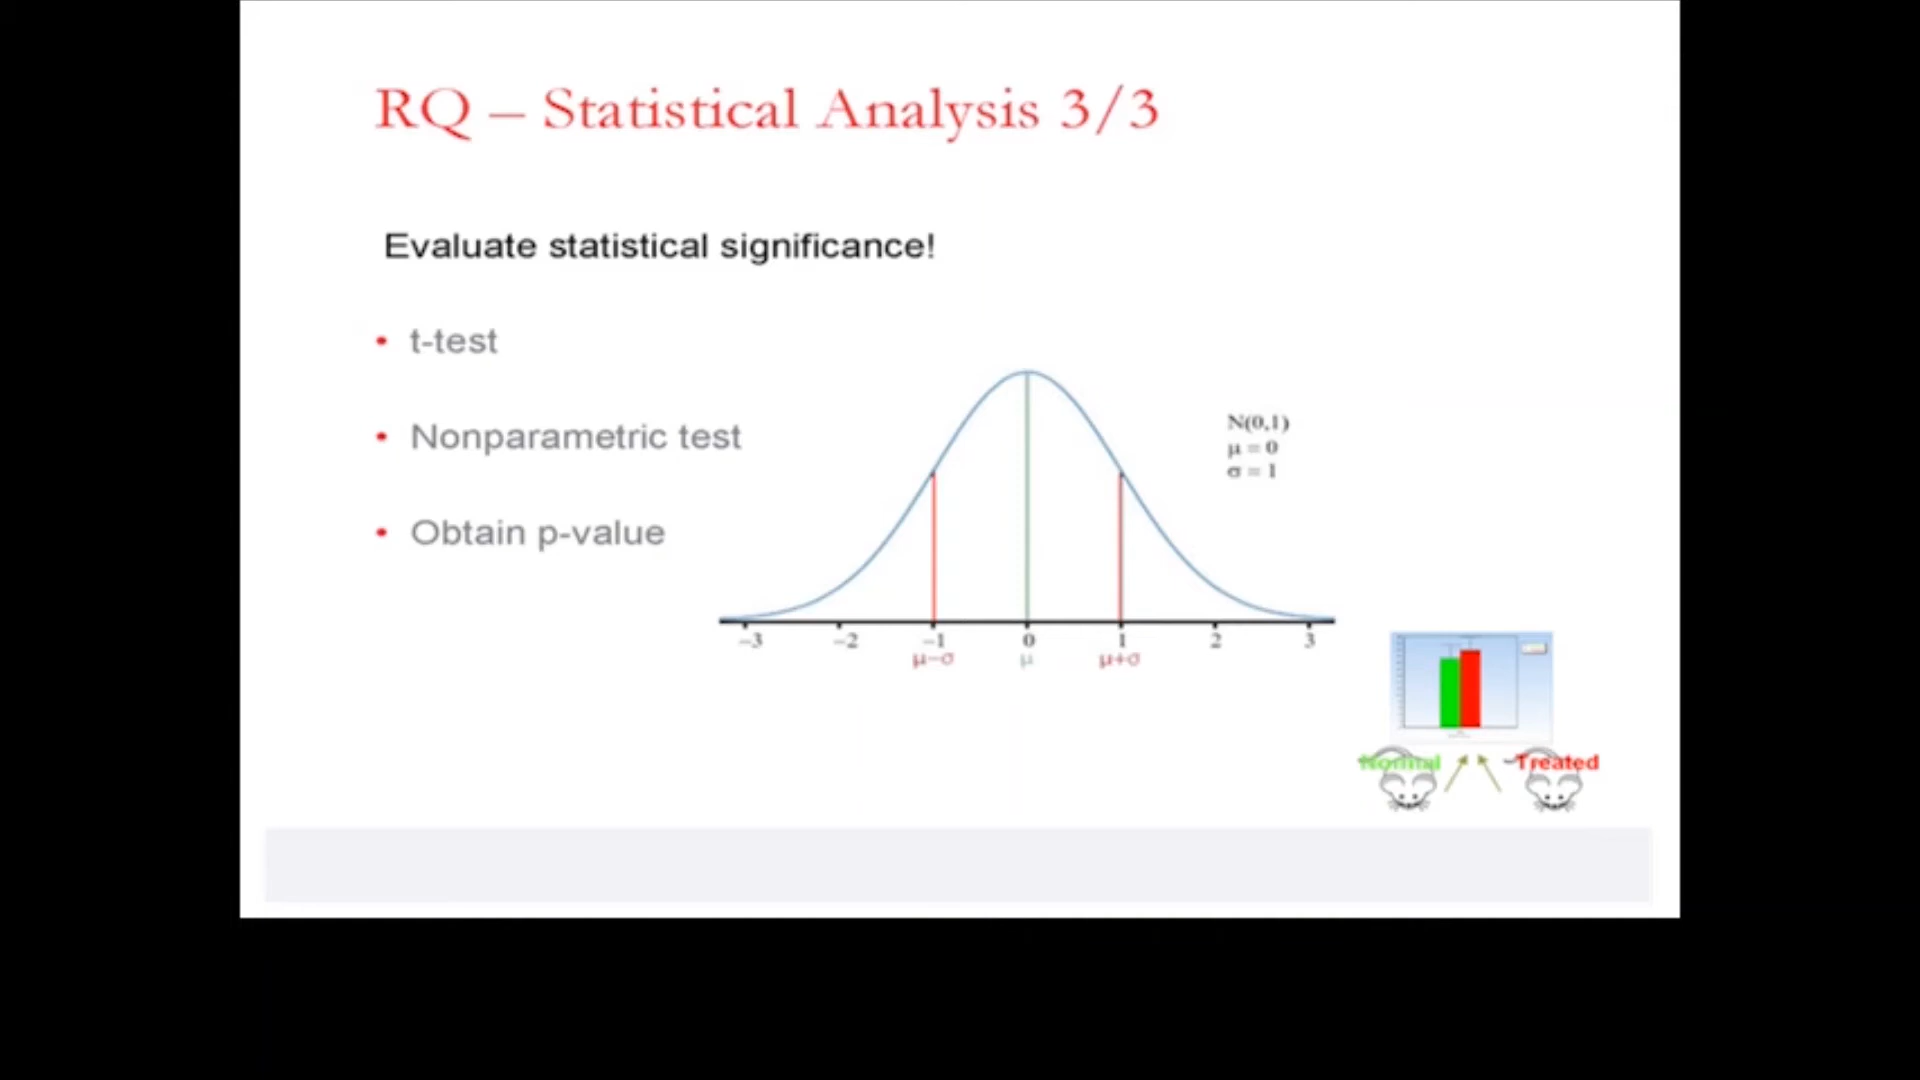 RQ – Statistical Analysis 3/3
Evaluate statistical significance!
• t-test
• Nonparametric test
• Obtain p-value
N(0,1)
μ = 0
σ = 1
−3 −2 −1 0 1 2 3
μ−σ μ μ+σ
Normal Treated